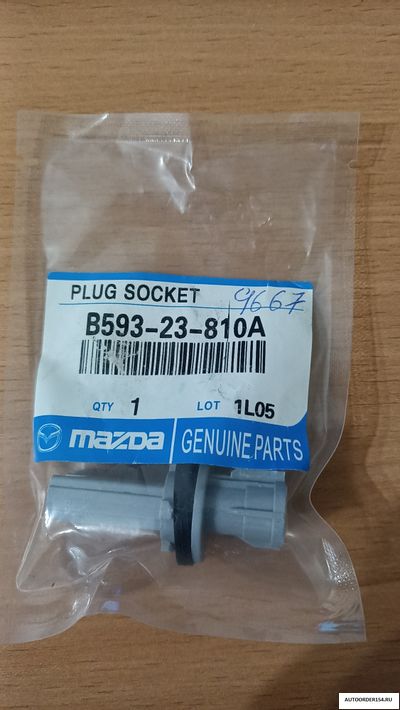 PLUG SOCKET 9667
B593-23-810A
QTY 1 LOT 1L05
mazda GENUINE PARTS
AUTOORDER154.RU